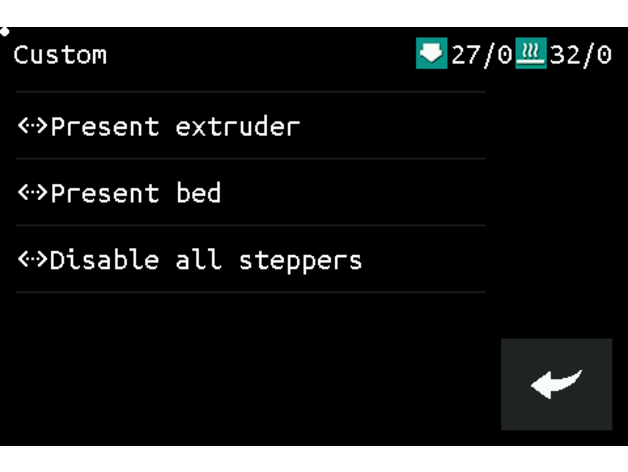 Custom 27/0 32/0
Present extruder
Present bed
Disable all steppers